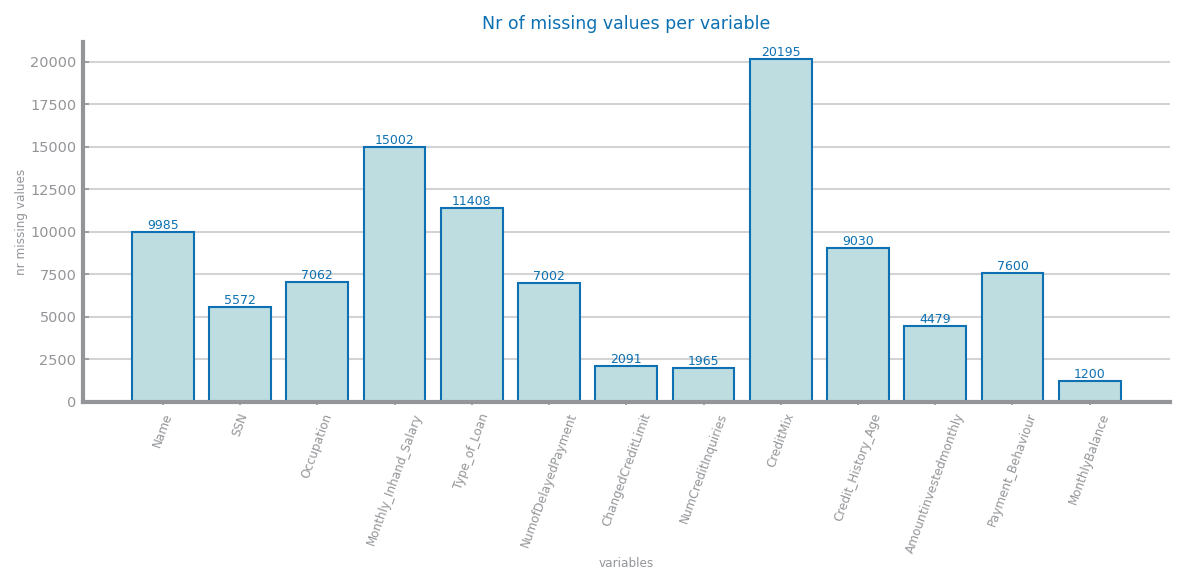 Nr of missing values per variable
nr missing values
20000
17500
15000
12500
10000
7500
5000
2500
0
9985
5572
7062
15002
11408
7002
2091
1965
20195
9030
4479
7600
1200
Name
SSN
Occupation
Monthly_Inhand_Salary
Type_of_Loan
NumofDelayedPayment
ChangedCreditLimit
NumCreditInquiries
CreditMix
Credit_History_Age
Amountinvestedmonthly
Payment_Behaviour
MonthlyBalance
variables